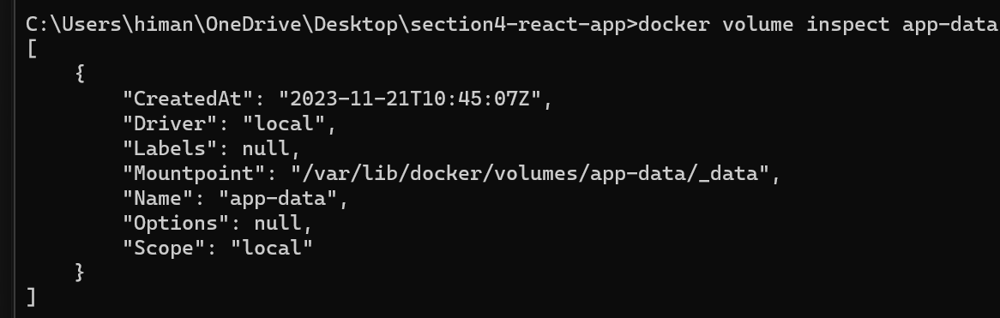 C:\Users\himan\OneDrive\Desktop\section4-react-app>docker volume inspect app-data
[
    {
        "CreatedAt": "2023-11-21T10:45:07Z",
        "Driver": "local",
        "Labels": null,
        "Mountpoint": "/var/lib/docker/volumes/app-data/_data",
        "Name": "app-data",
        "Options": null,
        "Scope": "local"
    }
]